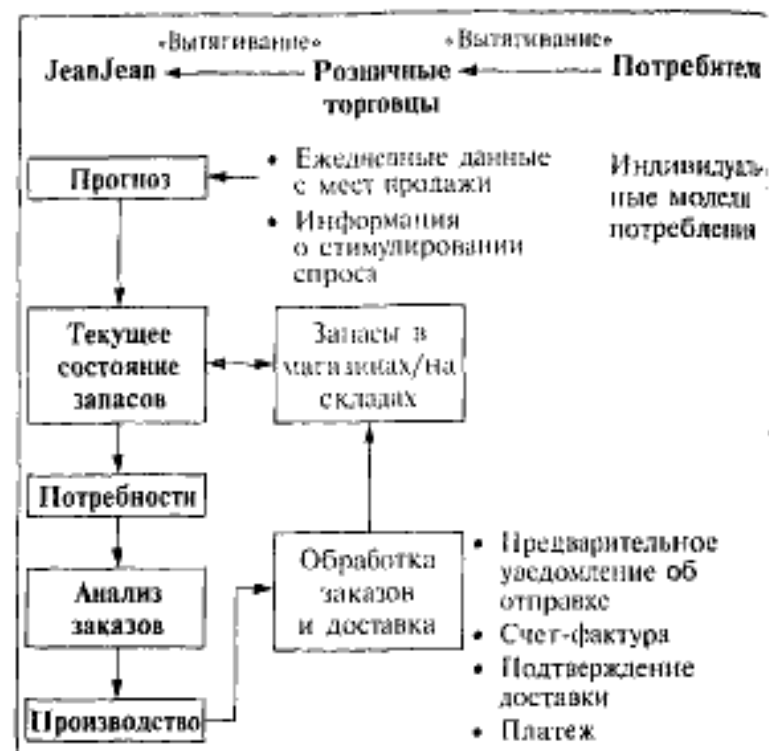 «Вытягивание» «Вытягивание»
JeanJean Розничные Потребители
торговцы
Прогноз
• Ежедневные данные
с мест продажи
• Информация
о стимулировании
спроса
Индивидуаль-
ные модели
потребления
Текущее
состояние
запасов
Запасы в
магазинах/на
складах
Потребности
Анализ
заказов
Обработка
заказов
и доставка
Производство
• Предварительное
уведомление об
отправке
• Счет-фактура
• Подтверждение
доставки
• Платеж